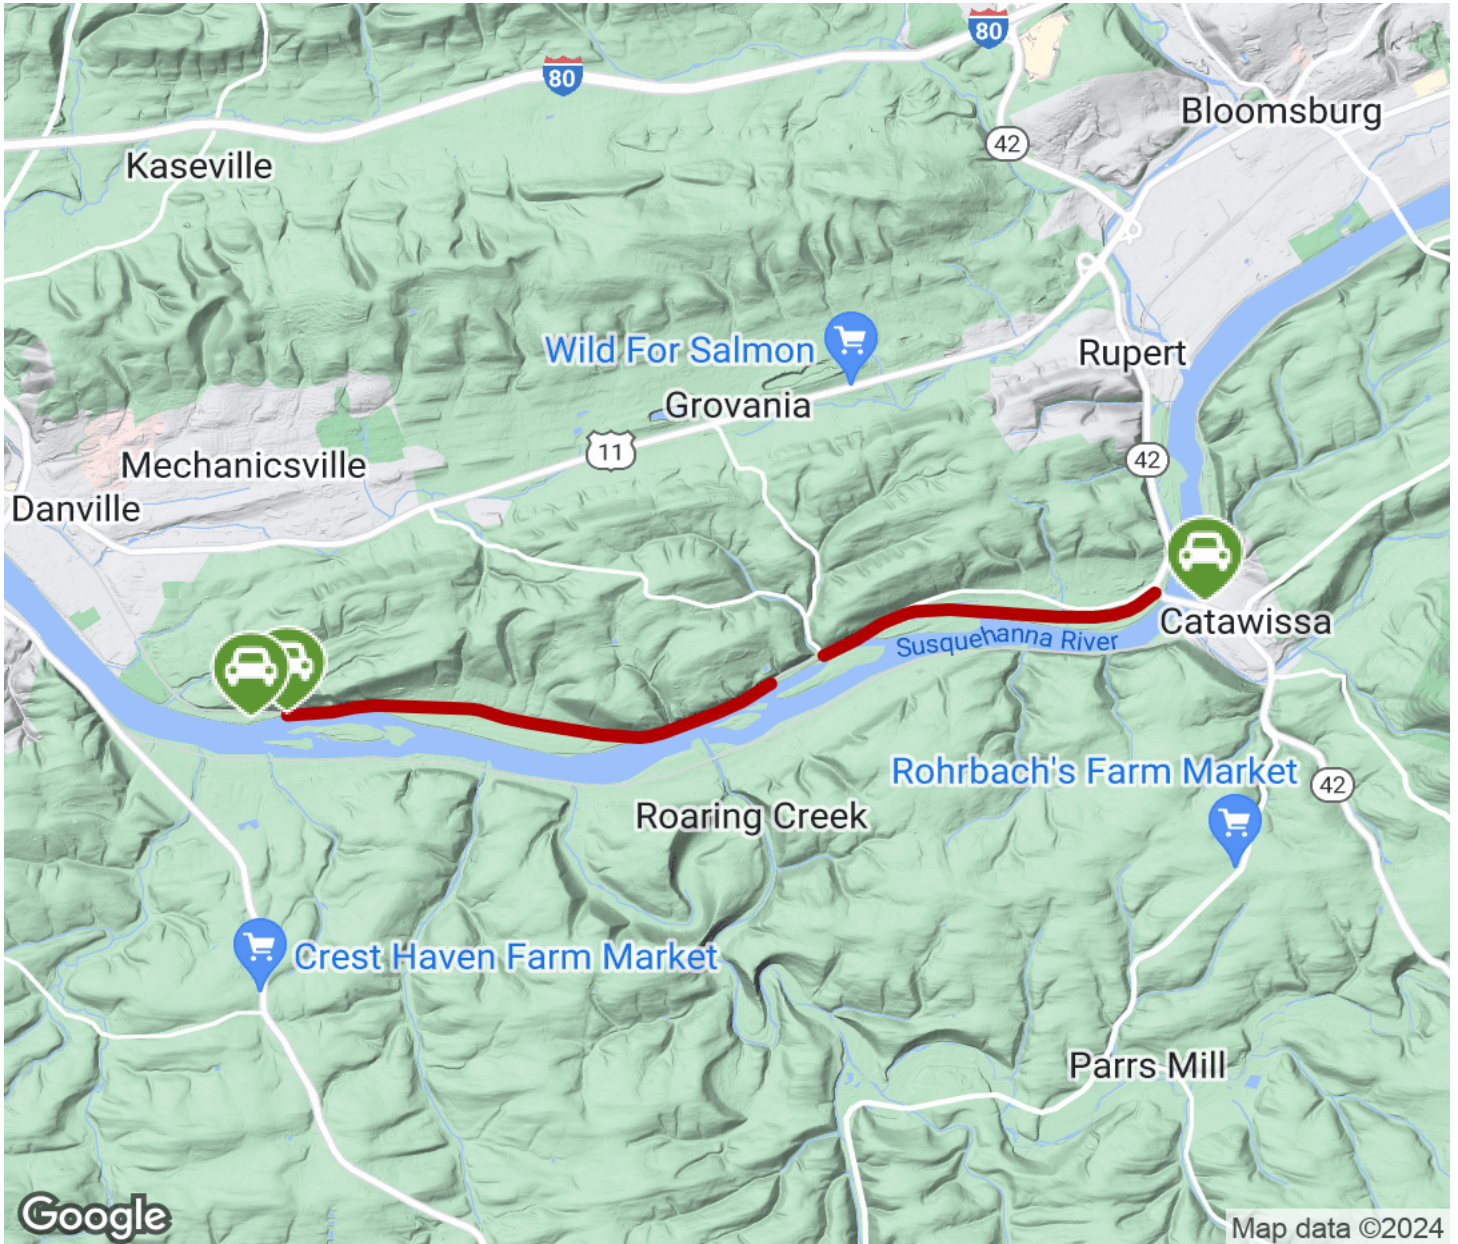 80
80
Bloomsburg
42
Kaseville
Wild For Salmon
Rupert
Grovania
11
42
Mechanicsville
Danville
Catawissa
Susquehanna River
Rohrbach's Farm Market
42
Roaring Creek
Crest Haven Farm Market
Parrs Mill
Google
Map data ©2024